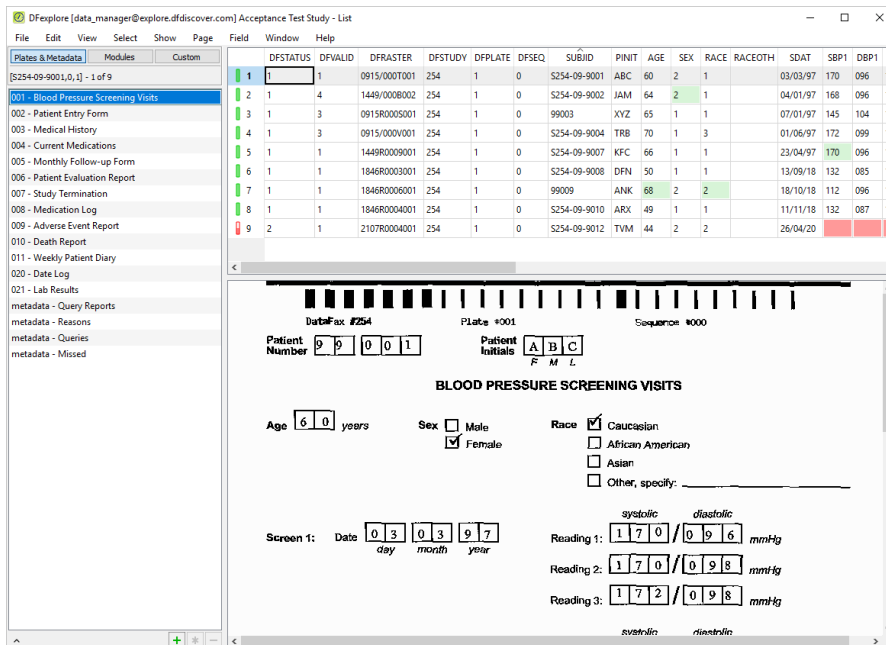 DFexplore [data_manager@explore.dfdiscover.com] Acceptance Test Study - List
File Edit View Select Show Page Field Window Help
Plates & Metadata Modules Custom
[S254-09-9001,0,1] - 1 of 9
001 - Blood Pressure Screening Visits
002 - Patient Entry Form
003 - Medical History
004 - Current Medications
005 - Monthly Follow-up Form
006 - Patient Evaluation Report
007 - Study Termination
008 - Medication Log
009 - Adverse Event Report
010 - Death Report
011 - Weekly Patient Diary
020 - Date Log
021 - Lab Results
metadata - Query Reports
metadata - Reasons
metadata - Queries
metadata - Missed
DFSTATUS DFVALID DFRASTER DFSTUDY DFPLATE DFSEQ SUBJID PINIT AGE SEX RACE RACEOTH SDAT SBP1 DBP1
1 1 1 0915/000T001 254 1 0 S254-09-9001 ABC 60 2 1 03/03/97 170 096
2 1 4 1449/000B002 254 1 0 S254-09-9002 JAM 64 2 1 04/01/97 168 096
3 1 3 0915R000S001 254 1 0 99003 XYZ 65 1 1 07/01/97 145 104
4 1 3 0915/000V001 254 1 0 S254-09-9004 TRB 70 1 3 01/06/97 172 099
5 1 1 1449R0009001 254 1 0 S254-09-9007 KFC 66 1 1 23/04/97 170 096
6 1 1 1846R0003001 254 1 0 S254-09-9008 DFN 50 1 1 13/09/18 132 085
7 1 1 1846R0006001 254 1 0 99009 ANK 68 2 2 18/10/18 112 096
8 1 1 1846R0004001 254 1 0 S254-09-9010 ARX 49 1 1 11/11/18 132 087
9 2 1 2107R0004001 254 1 0 S254-09-9012 TVM 44 2 2 26/04/20
DataFax #254 Plate #001 Sequence #000
Patient Number 9 9 0 0 1 Patient Initials A B C
F M L
BLOOD PRESSURE SCREENING VISITS
Age 6 0 years Sex Male Race Caucasian
Female African American
Asian
Other, specify:
systolic diastolic
Screen 1: Date 0 3 0 3 9 7 Reading 1: 1 7 0 / 0 9 6 mmHg
day month year
Reading 2: 1 7 0 / 0 9 8 mmHg
Reading 3: 1 7 2 / 0 9 8 mmHg
systolic diastolic